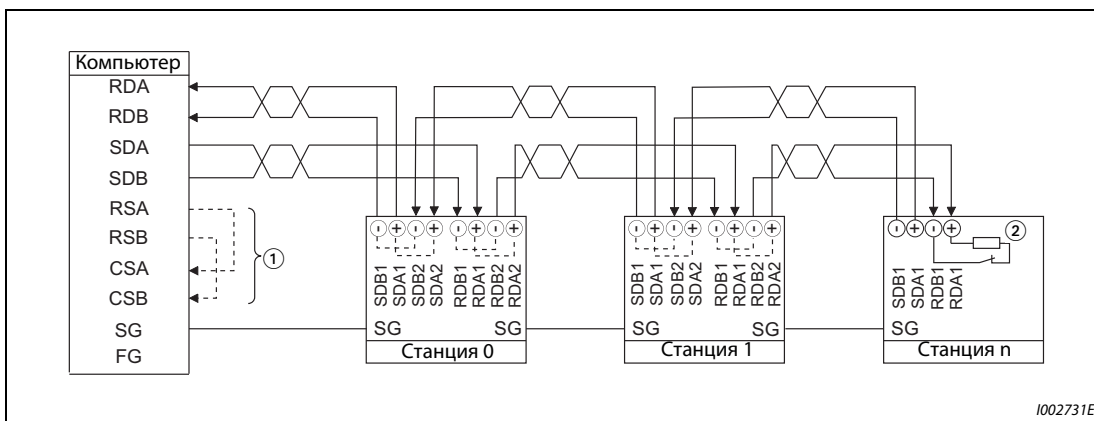 Компьютер
RDA
RDB
SDA
SDB
RSA
RSB
CSA
CSB
SG
FG
1
- + - + - + - +
SDB1
SDA1
SDB2
SDA2
RDB1
RDA1
RDB2
RDA2
SG SG
Станция 0
- + - + - + - +
SDB1
SDA1
SDB2
SDA2
RDB1
RDA1
RDB2
RDA2
SG SG
Станция 1
- + - + 2
SDB1
SDA1
RDB1
RDA1
SG
Станция n
I002731E